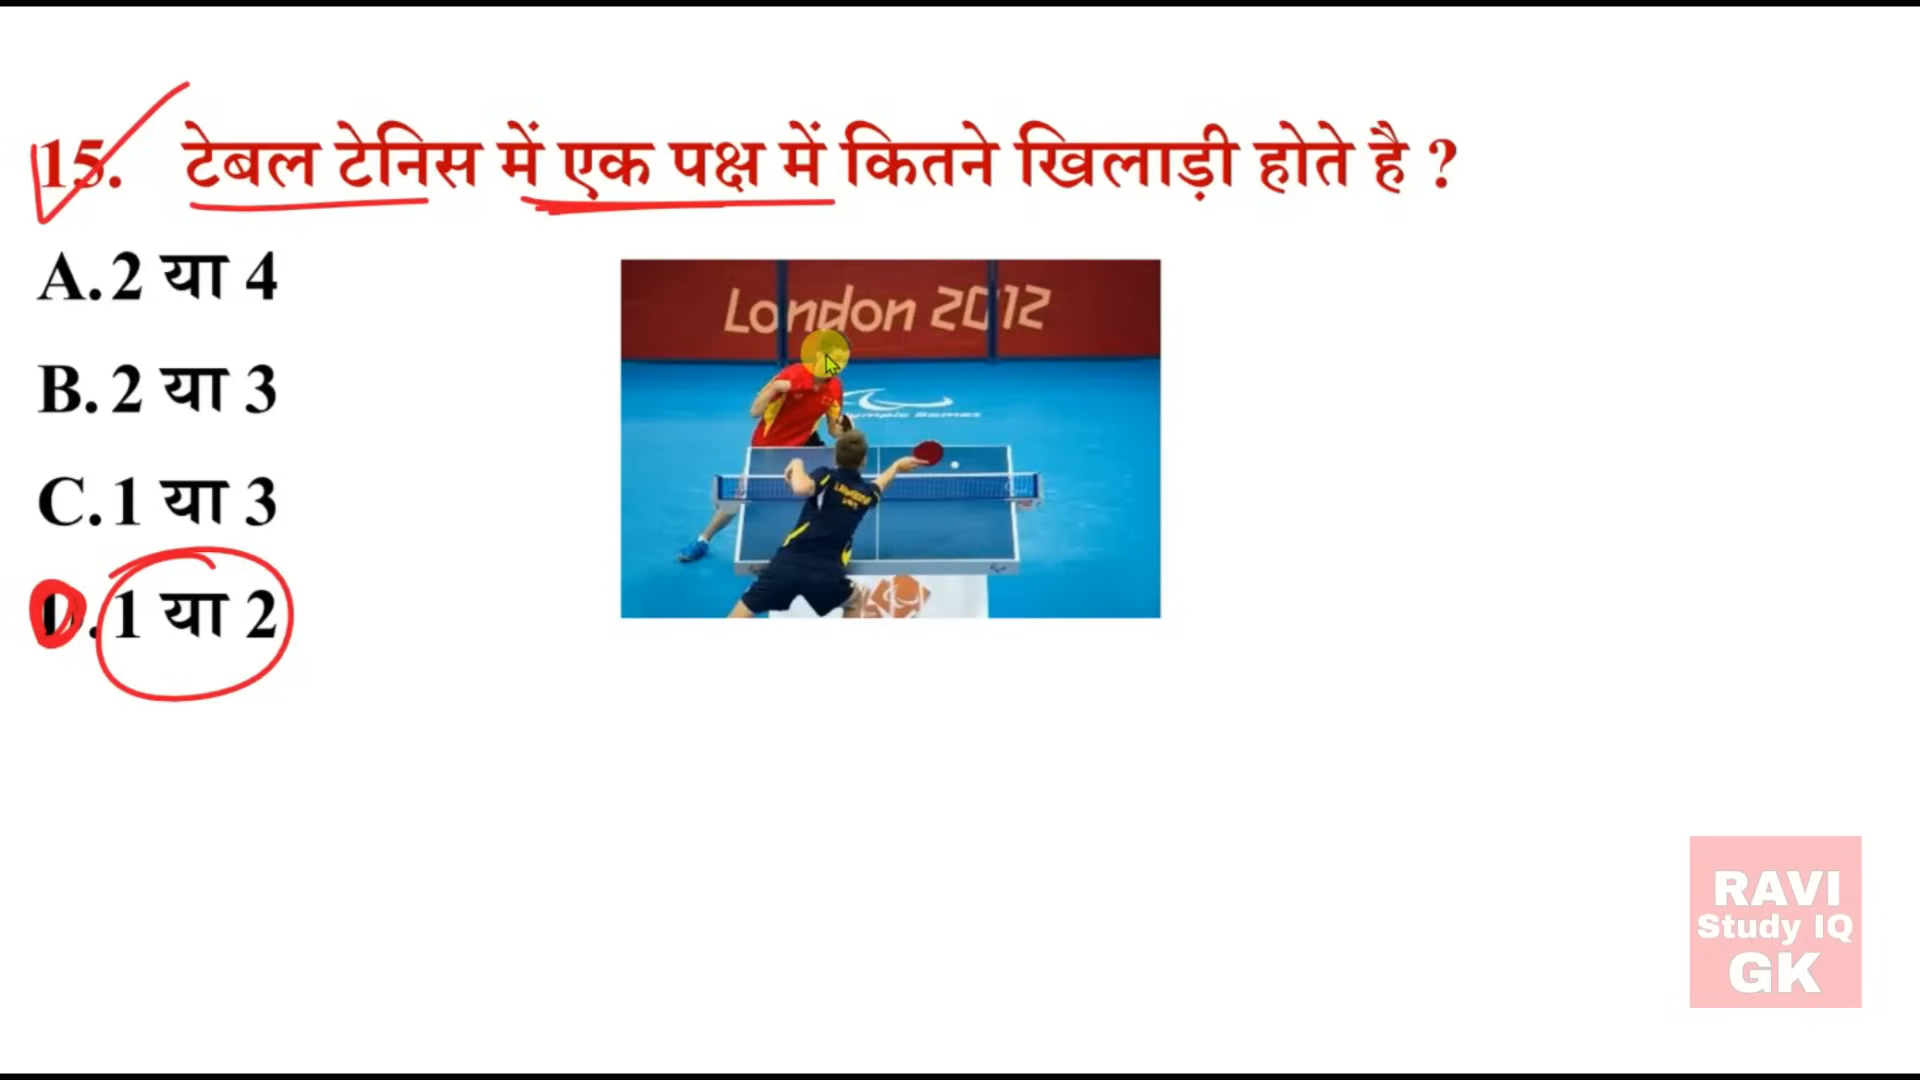 15. टेबल टेनिस में एक पक्ष में कितने खिलाड़ी होते है ?
A. 2 या 4
B. 2 या 3
C. 1 या 3
D. 1 या 2
London 2012
RAVI
Study IQ
GK